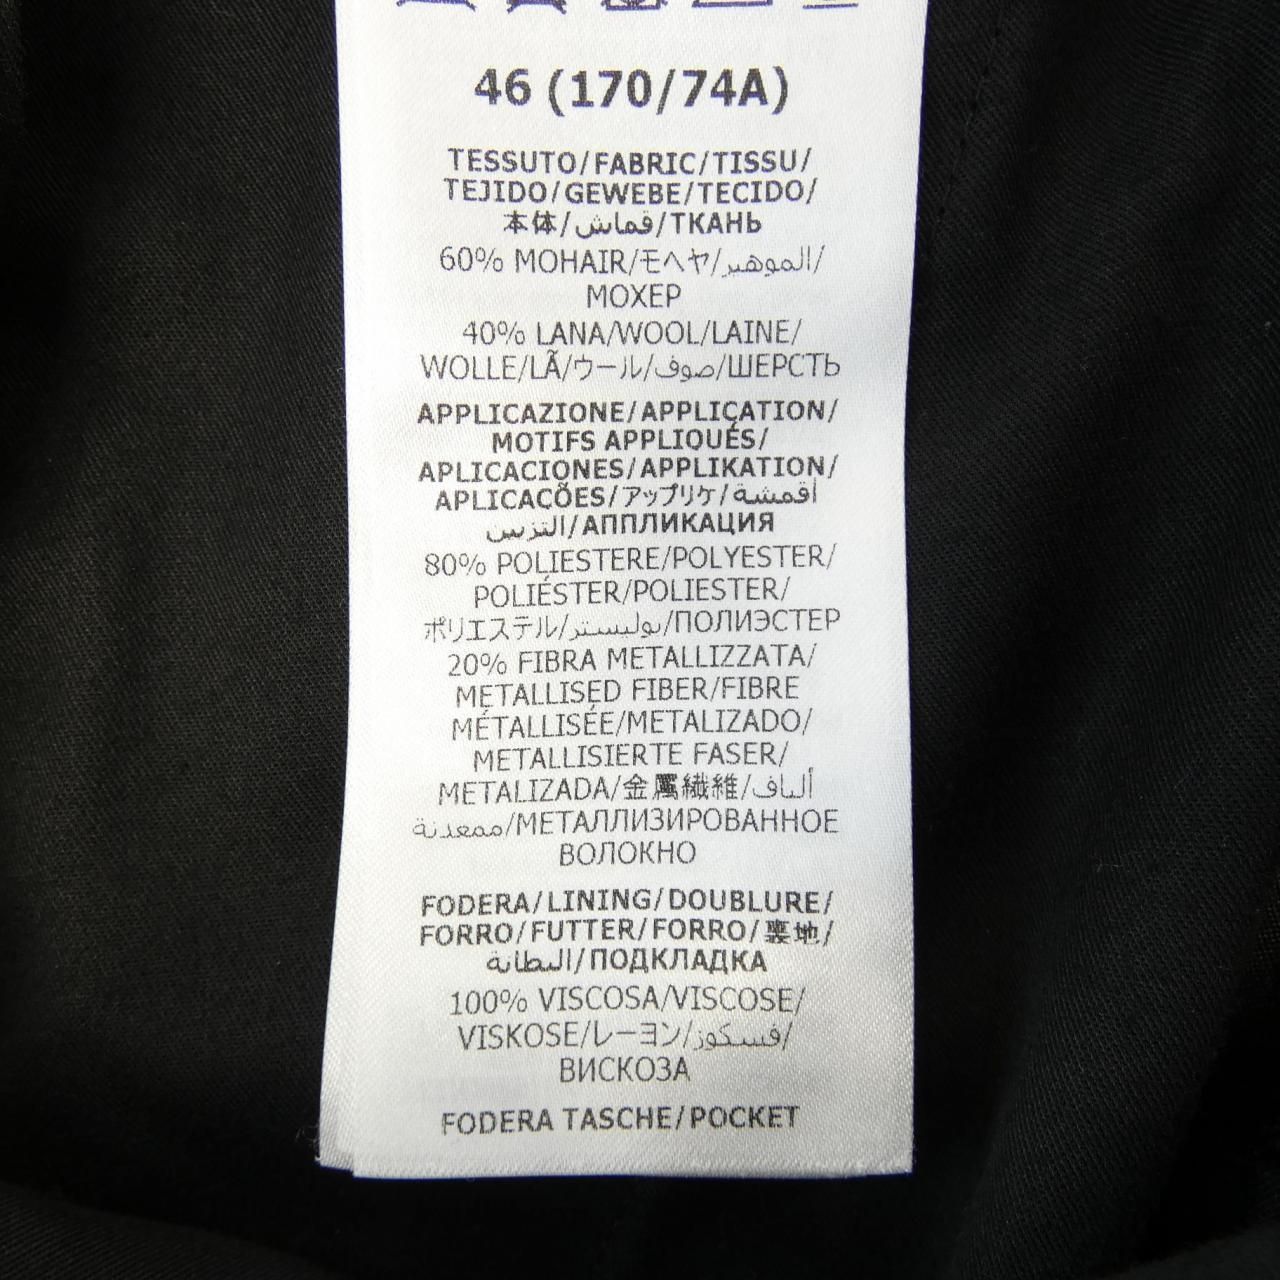 46 (170/74A)
TESSUTO/FABRIC/TISSU/
TEJIDO/GEWEBE/TECIDO/
本体/قماش/ТКАНЬ
60% MOHAIR/モヘヤ/الموهير/
МОХЕР
40% LANA/WOOL/LAINE/
WOLLE/LÃ/ウール/صوف/ШЕРСТЬ
APPLICAZIONE/APPLICATION/
MOTIFS APPLIQUÉS/
APLICACIONES/APPLIKATION/
APLICACÕES/アップリケ/أقمشة
التزيين/АППЛИКАЦИЯ
80% POLIESTERE/POLYESTER/
POLIÉSTER/POLIESTER/
ポリエステル/بوليستر/ПОЛИЭСТЕР
20% FIBRA METALLIZZATA/
METALLISED FIBER/FIBRE
MÉTALLISÉE/METALIZADO/
METALLISIERTE FASER/
METALIZADA/金属繊維/ألياف
ممعدنة/МЕТАЛЛИЗИРОВАННОЕ
ВОЛОКНО
FODERA/LINING/DOUBLURE/
FORRO/FUTTER/FORRO/裏地/
البطانة/ПОДКЛАДКА
100% VISCOSA/VISCOSE/
VISKOSE/レーヨン/فسكوز/
ВИСКОЗА
FODERA TASCHE/POCKET